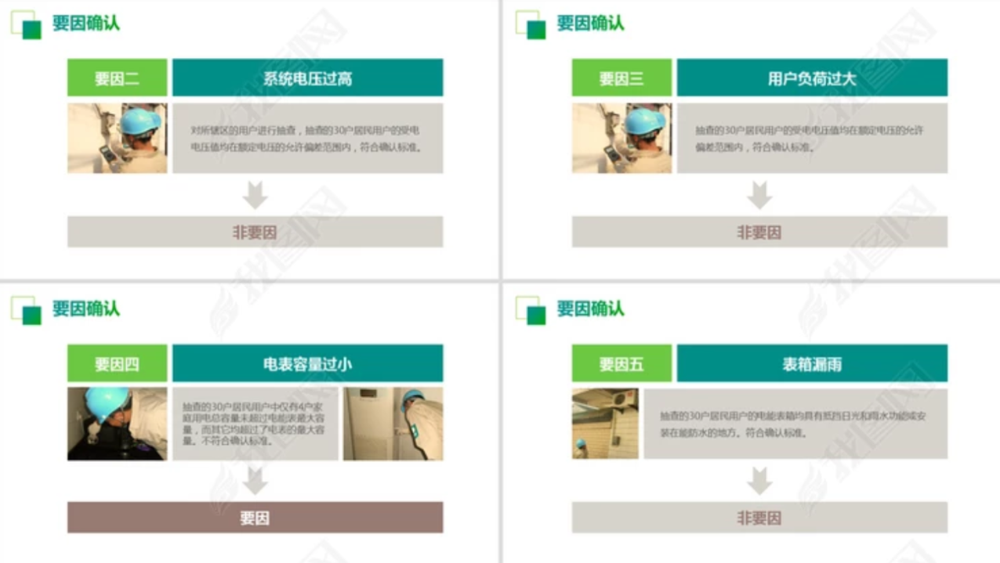 要因确认
要因二
系统电压过高
对所辖区的用户进行抽查，抽查的30户居民用户的受电
电压值均在额定电压的允许偏差范围内，符合确认标准。
非要因
要因确认
要因三
用户负荷过大
抽查的30户居民用户的受电电压值均在额定电压的允许
偏差范围内，符合确认标准。
非要因
要因确认
要因四
电表容量过小
抽查的30户居民用户中仅有4户家
庭用电总容量未超过电能表最大容
量，而其它均超过了电表的最大容
量。不符合确认标准。
要因
要因确认
要因五
表箱漏雨
抽查的30户居民用户的电能表箱均具有抵挡日光和雨水功能或安
装在能防水的地方。符合确认标准。
非要因